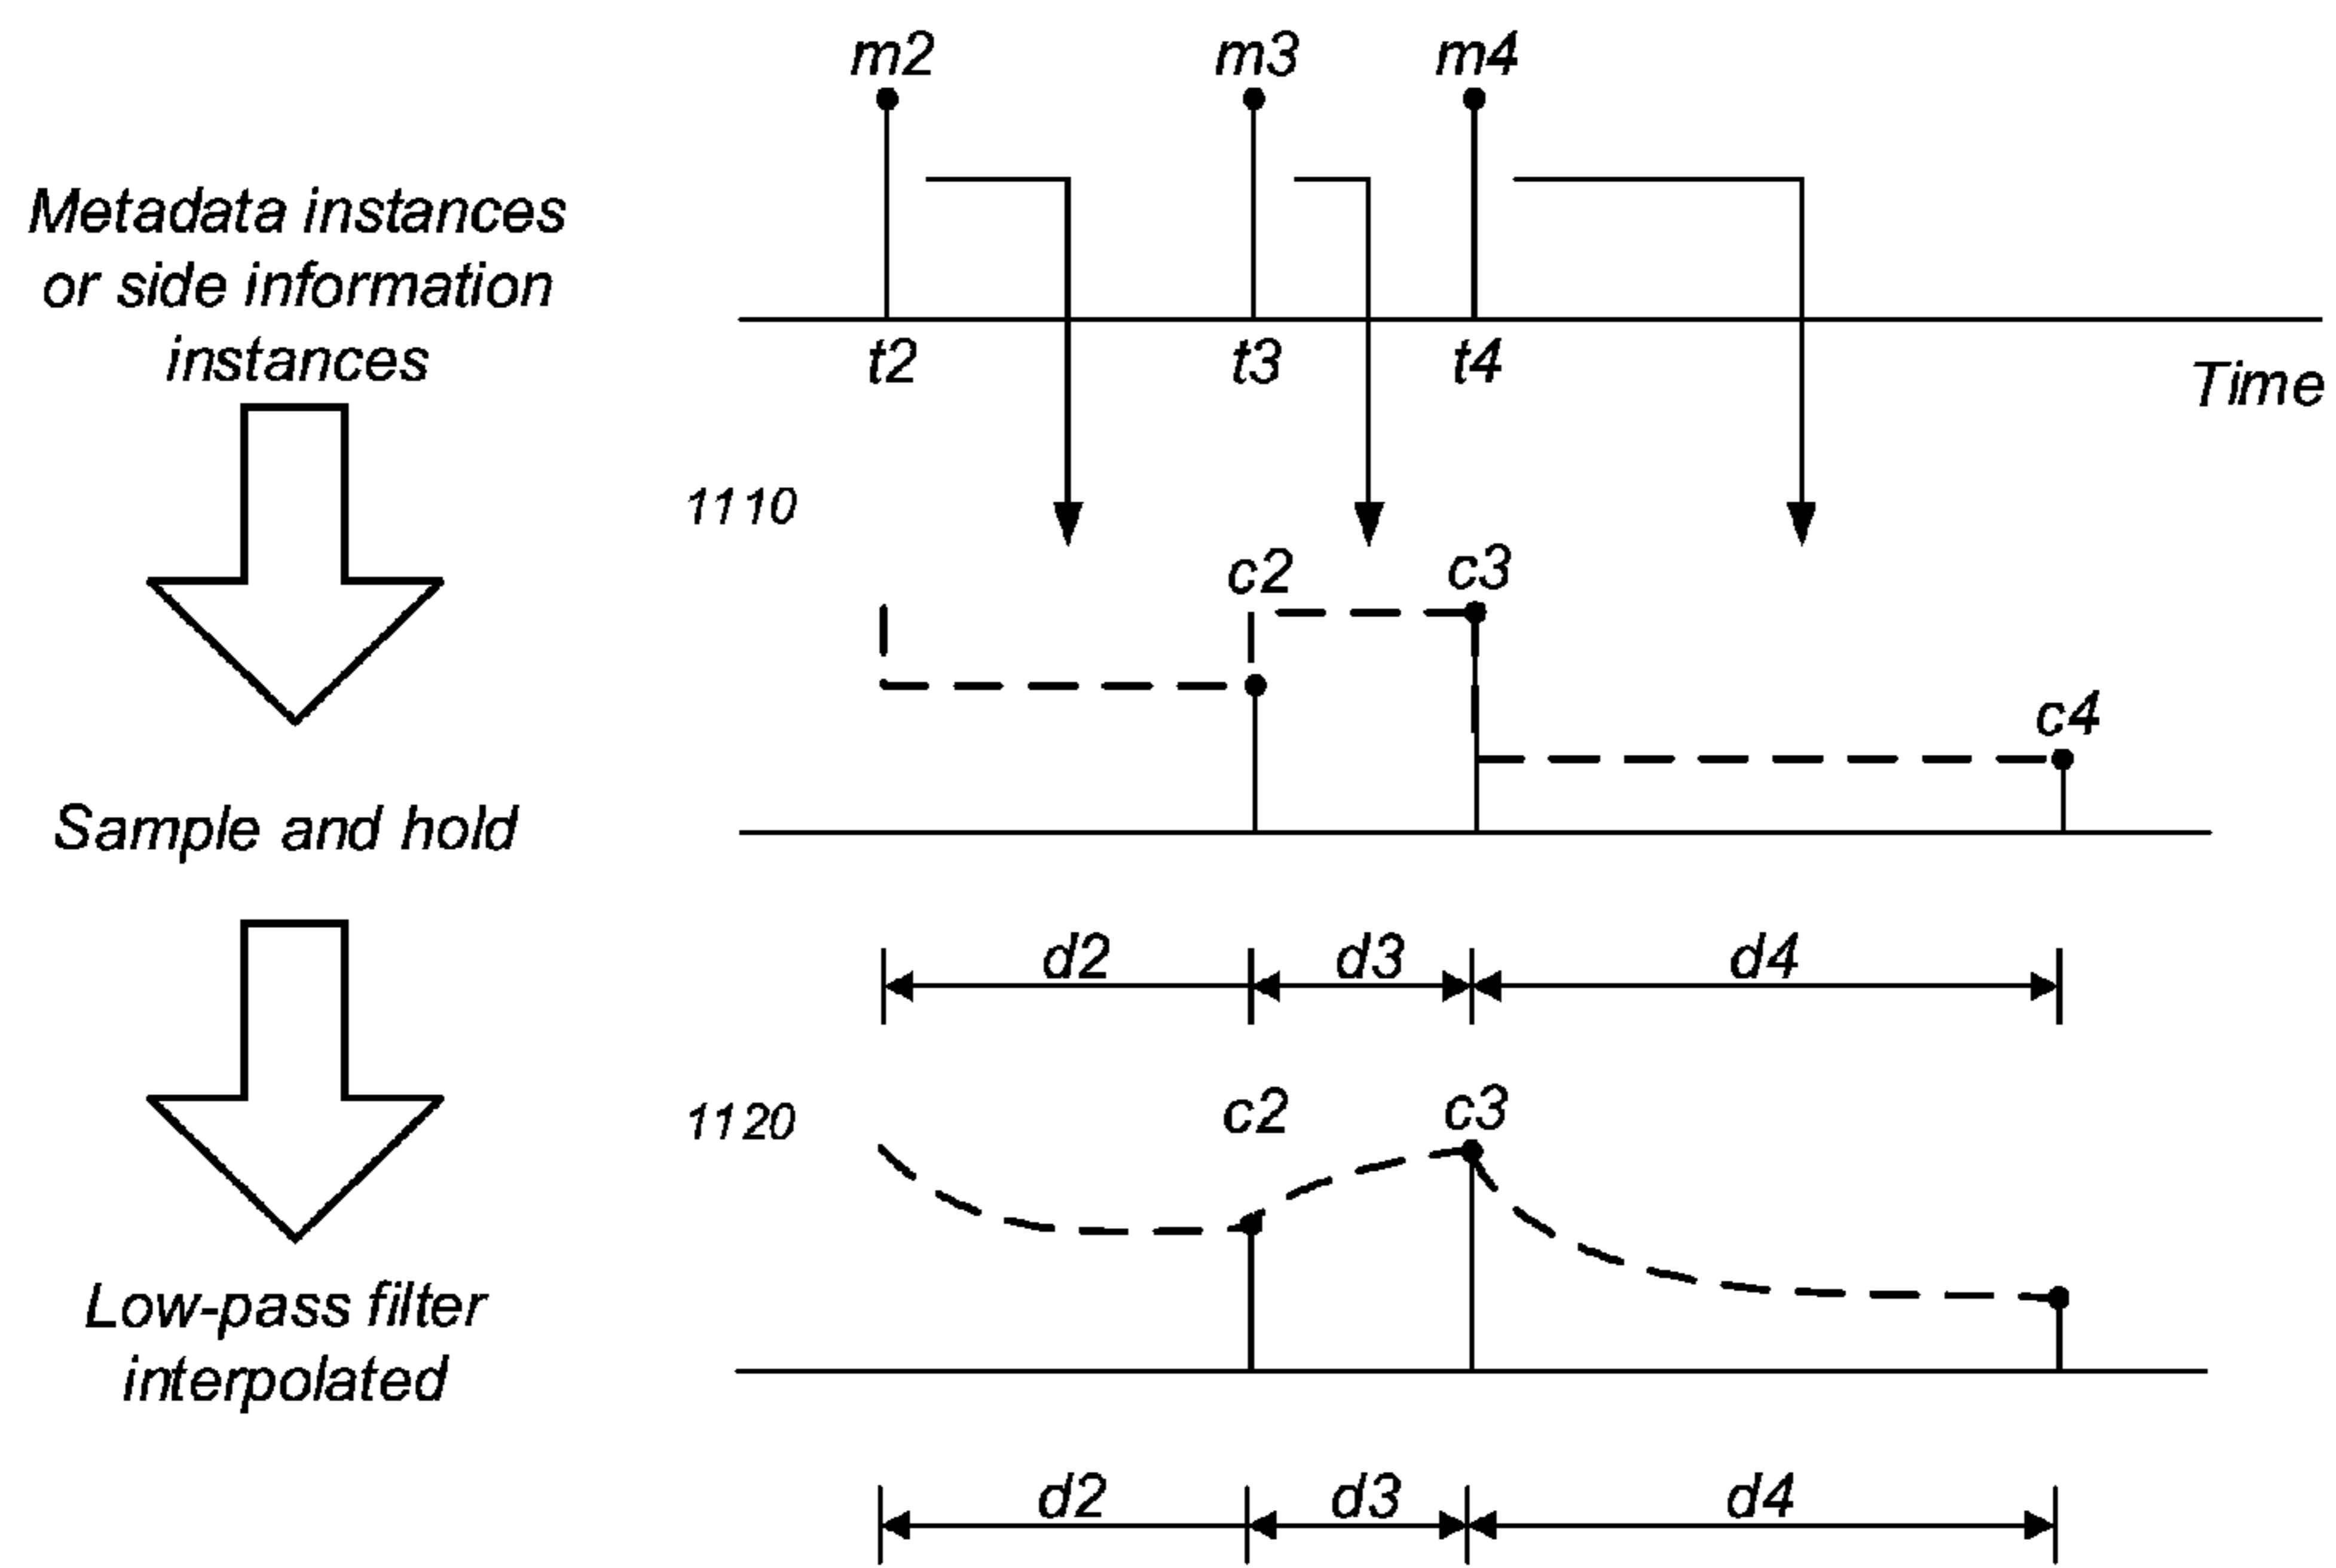 m2 m3 m4
Metadata instances
or side information
instances
t2 t3 t4
Time
1110
c2 c3
c4
Sample and hold
d2 d3 d4
1120
c2 c3
Low-pass filter
interpolated
d2 d3 d4